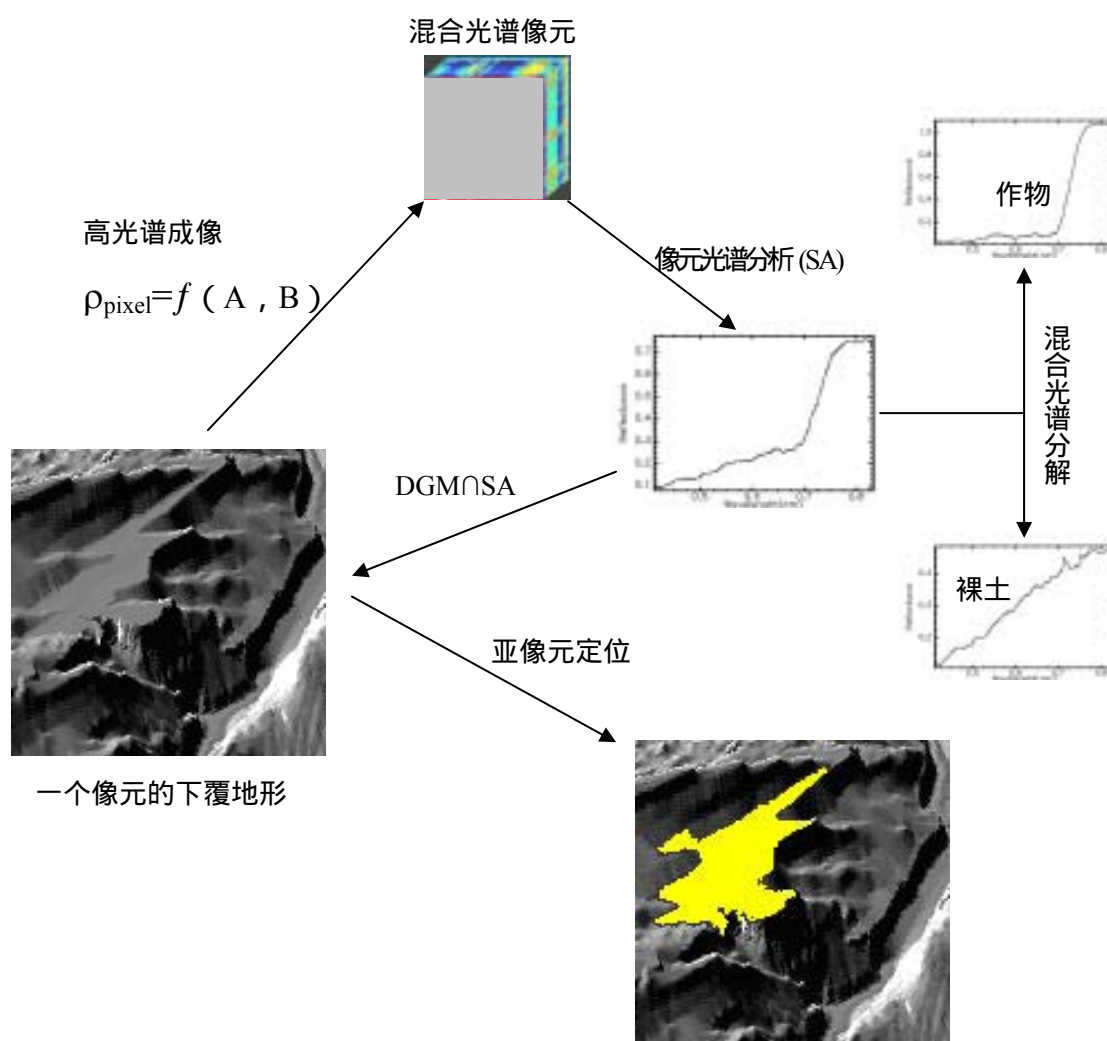 混合光谱像元
高光谱成像
ρpixel=f（A，B）
像元光谱分析 (SA)
作物
混合光谱分解
DGM∩SA
裸土
亚像元定位
一个像元的下覆地形